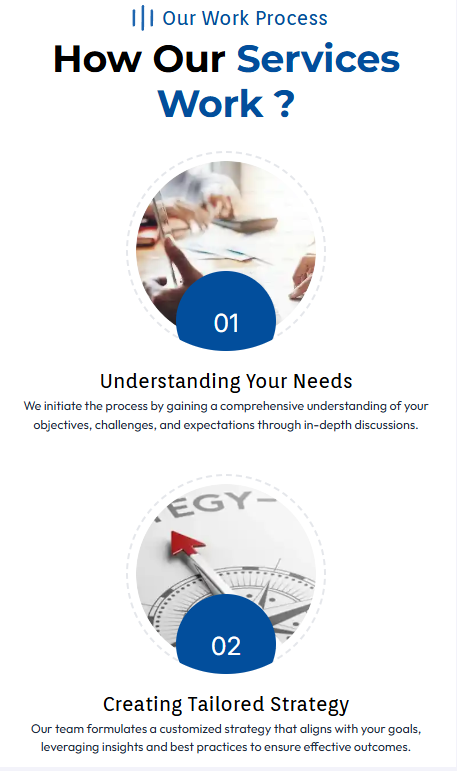 Our Work Process
How Our Services
Work ?
01
Understanding Your Needs
We initiate the process by gaining a comprehensive understanding of your
objectives, challenges, and expectations through in-depth discussions.
EGY
02
Creating Tailored Strategy
Our team formulates a customized strategy that aligns with your goals,
leveraging insights and best practices to ensure effective outcomes.